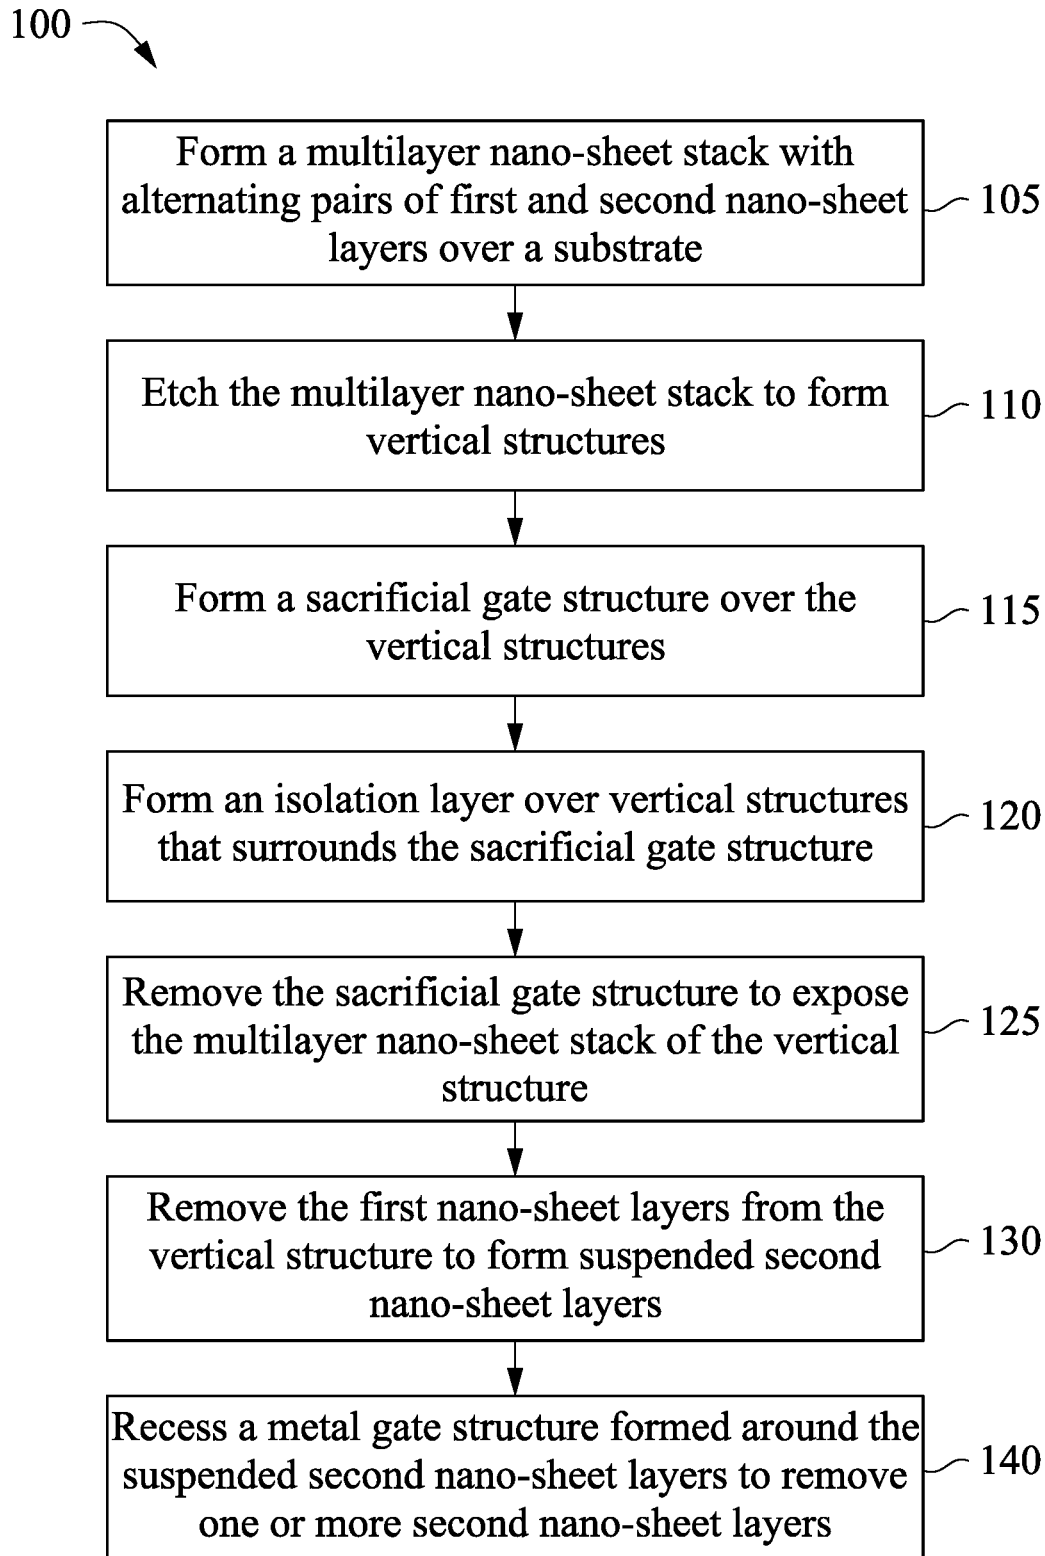 100
Form a multilayer nano-sheet stack with
alternating pairs of first and second nano-sheet
layers over a substrate
105
Etch the multilayer nano-sheet stack to form
vertical structures
110
Form a sacrificial gate structure over the
vertical structures
115
Form an isolation layer over vertical structures
that surrounds the sacrificial gate structure
120
Remove the sacrificial gate structure to expose
the multilayer nano-sheet stack of the vertical
structure
125
Remove the first nano-sheet layers from the
vertical structure to form suspended second
nano-sheet layers
130
Recess a metal gate structure formed around the
suspended second nano-sheet layers to remove
one or more second nano-sheet layers
140